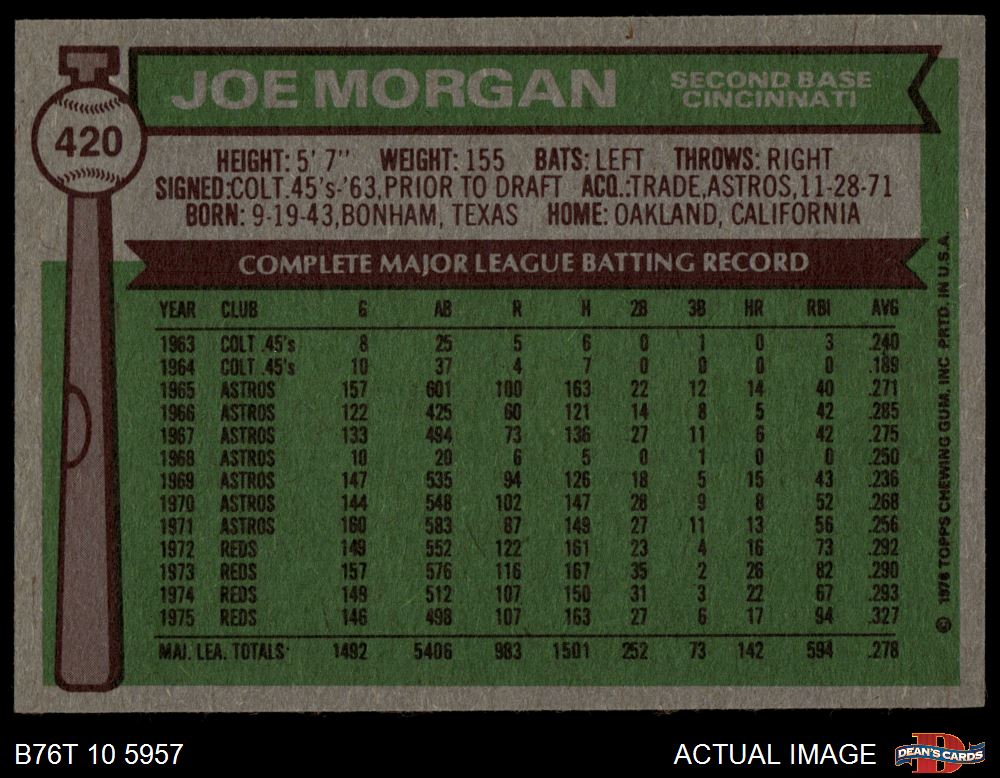 JOE MORGAN SECOND BASE CINCINNATI
420
HEIGHT: 5' 7" WEIGHT: 155 BATS: LEFT THROWS: RIGHT
SIGNED:COLT.45's-'63,PRIOR TO DRAFT ACQ.:TRADE,ASTROS,11-28-71
BORN: 9-19-43,BONHAM, TEXAS HOME: OAKLAND, CALIFORNIA
COMPLETE MAJOR LEAGUE BATTING RECORD
YEAR CLUB G AB R H 2B 3B HR RBI AVG
1963 COLT .45's 8 25 5 6 0 1 0 3 .240
1964 COLT .45's 10 37 4 7 0 0 0 0 .189
1965 ASTROS 157 601 100 163 22 12 14 40 .271
1966 ASTROS 122 425 60 121 14 8 5 42 .285
1967 ASTROS 133 494 73 136 27 11 6 42 .275
1968 ASTROS 10 20 6 5 0 1 0 0 .250
1969 ASTROS 147 535 94 126 18 5 15 43 .236
1970 ASTROS 144 548 102 147 28 9 8 52 .268
1971 ASTROS 160 583 87 149 27 11 13 56 .256
1972 REDS 149 552 122 161 23 4 16 73 .292
1973 REDS 157 576 116 167 35 2 26 82 .290
1974 REDS 149 512 107 150 31 3 22 67 .293
1975 REDS 146 498 107 163 27 6 17 94 .327
MAJ. LEA. TOTALS 1492 5406 983 1501 252 73 142 594 .278
© 1976 TOPPS CHEWING GUM, INC. PRTD. IN U.S.A.
B76T 10 5957
ACTUAL IMAGE
DEAN'S CARDS